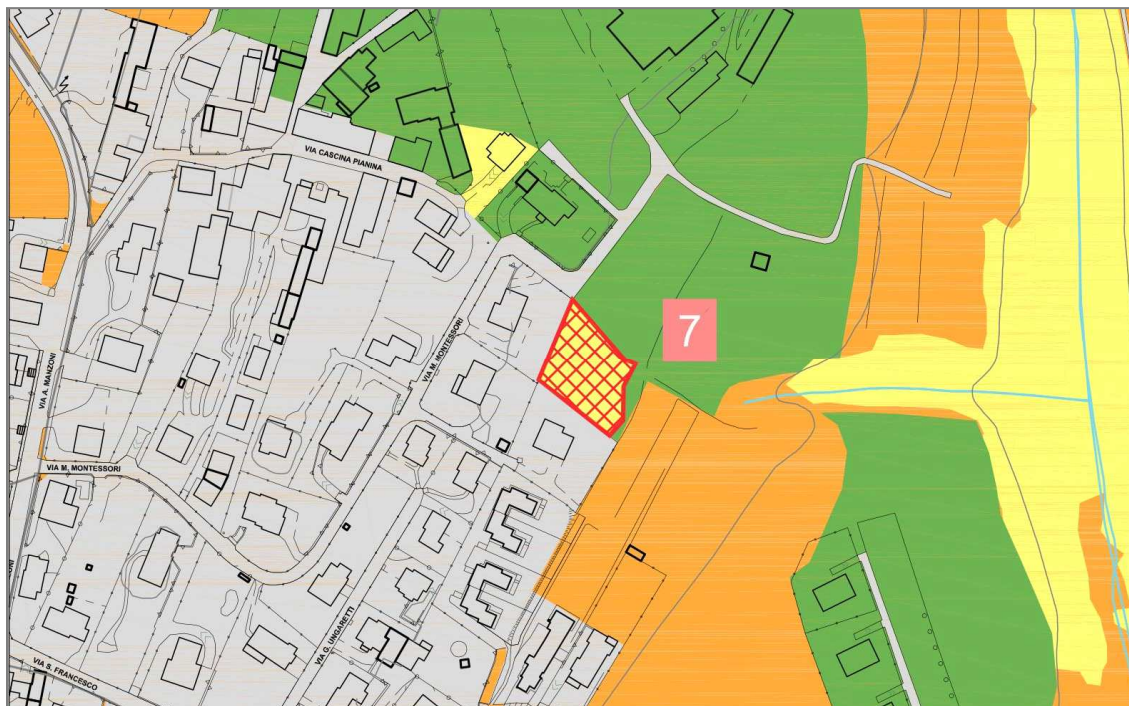 VIA CASCINA PIANINA
7
VIA M. MONTESSORI
VIA A. MANZONI
VIA M. MONTESSORI
VIA G. UNGARETTI
VIA S. FRANCESCO